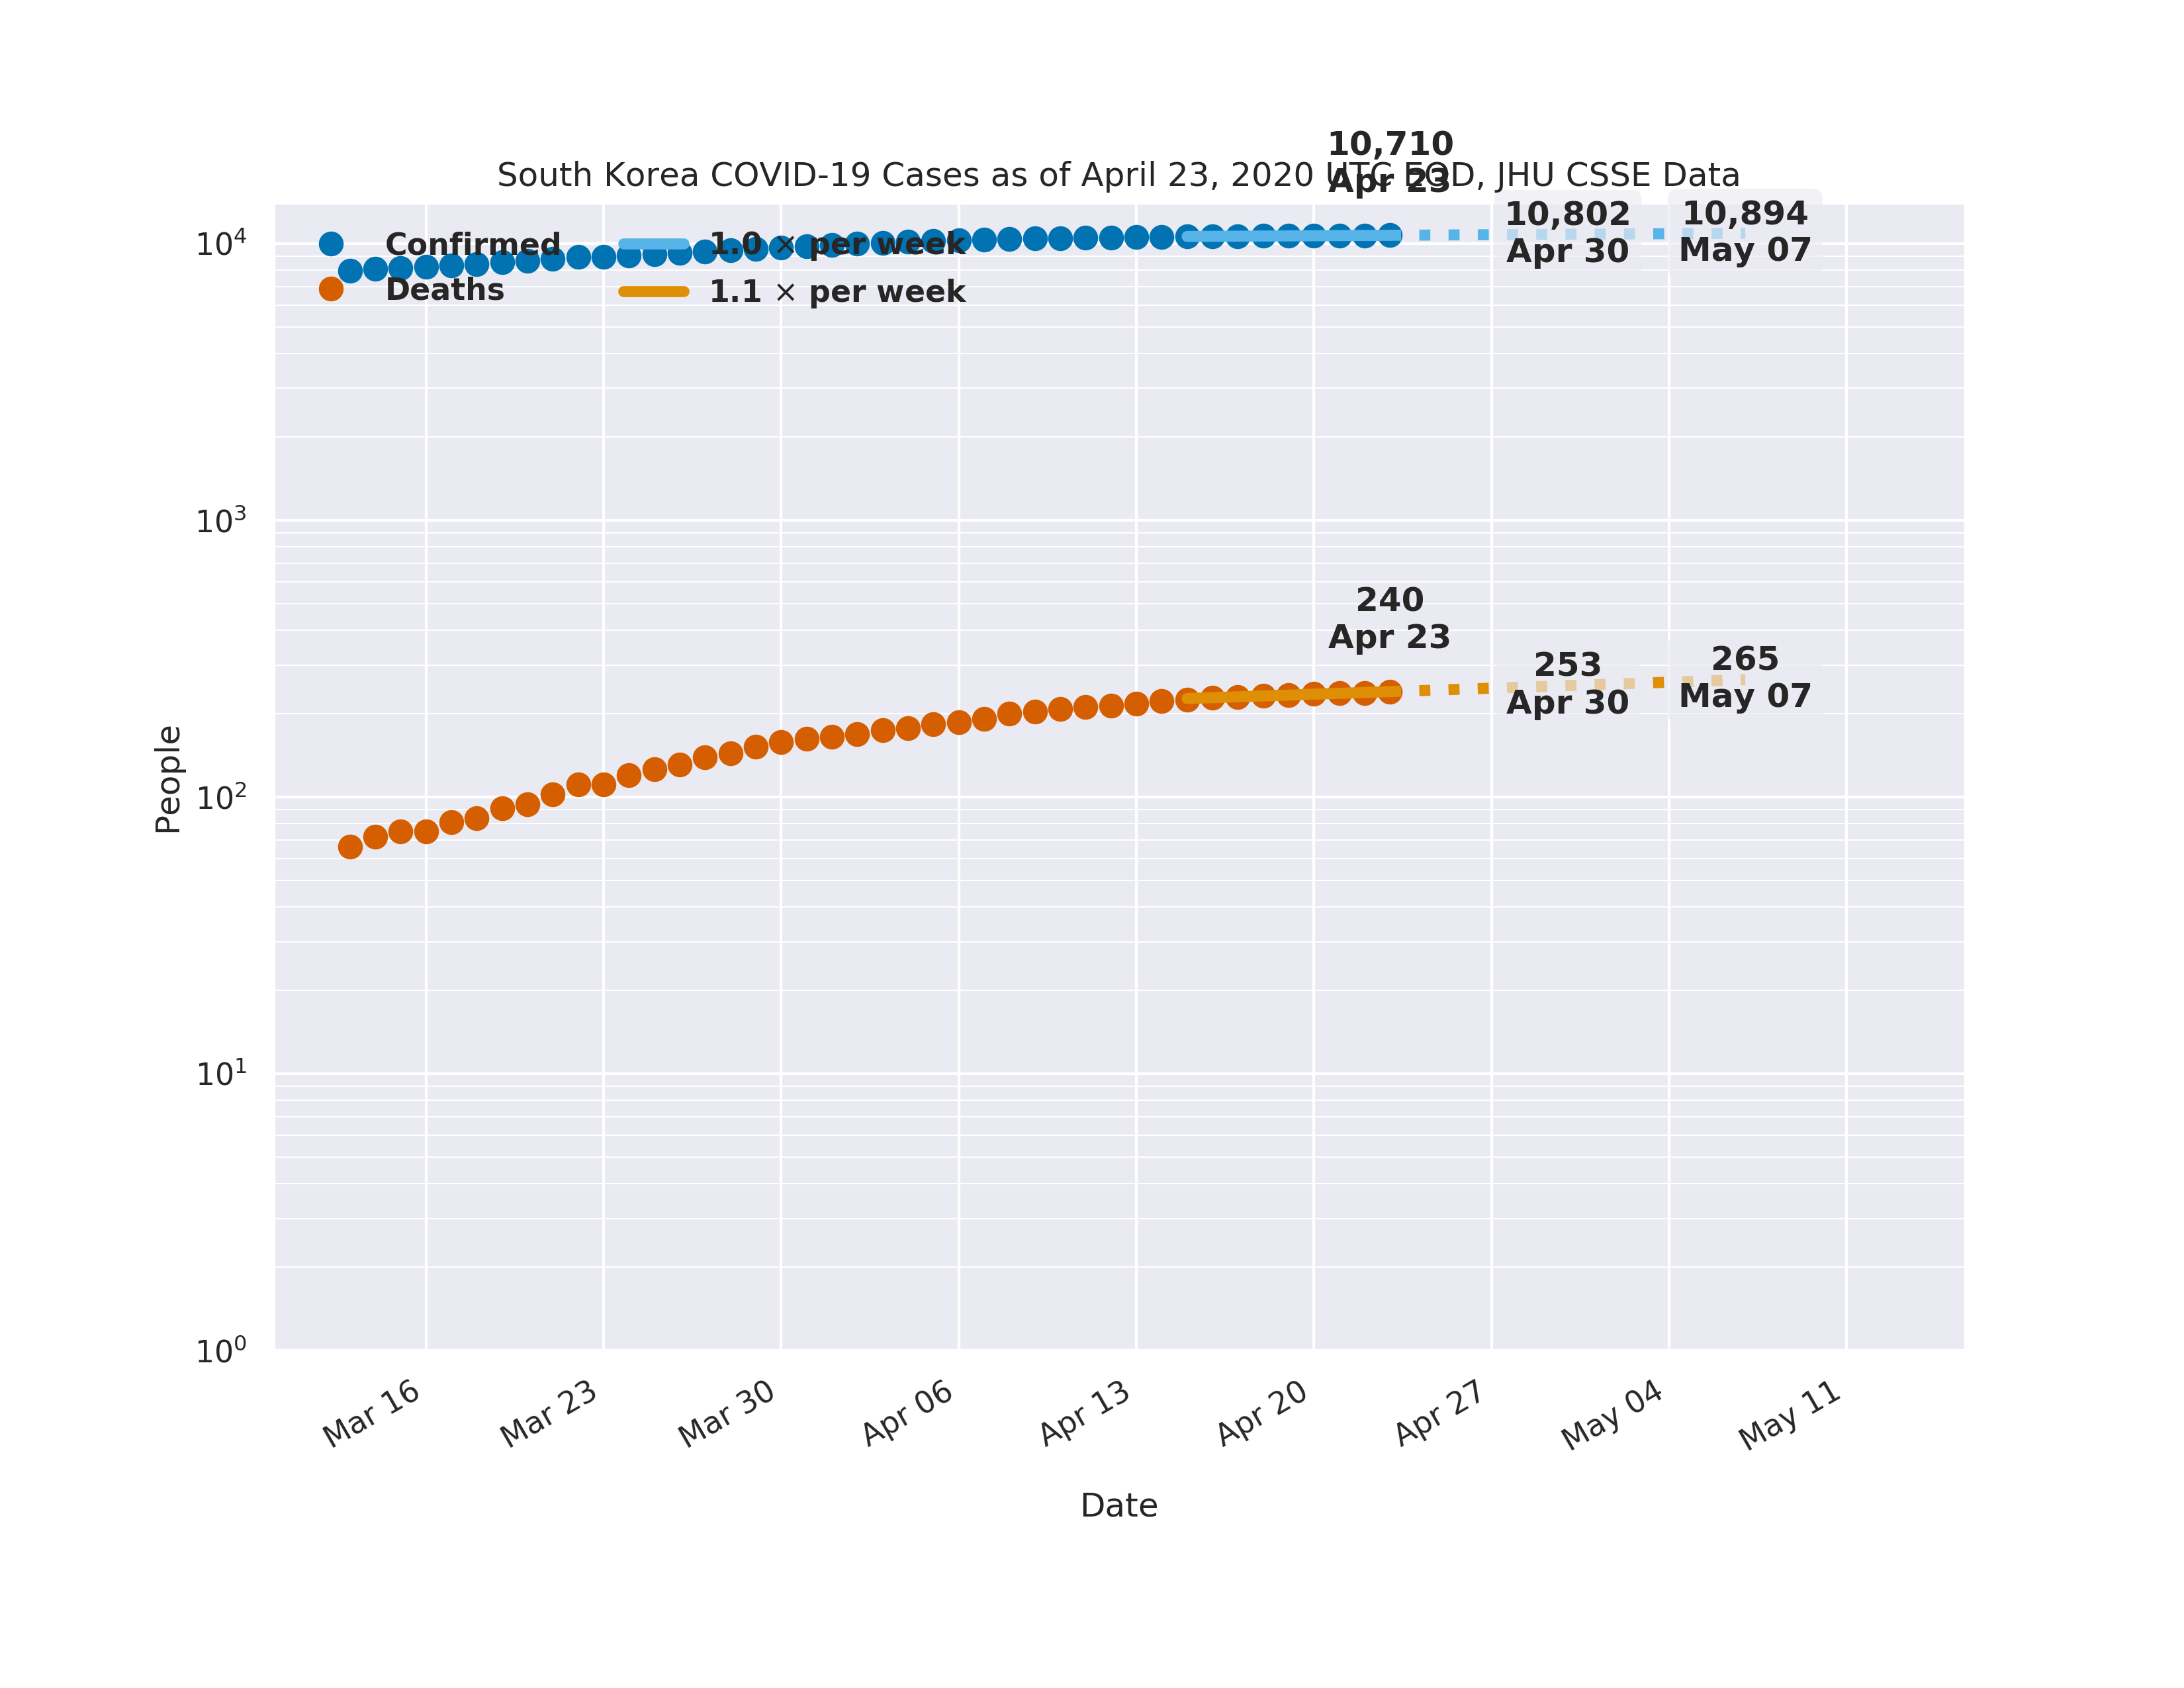 10,710
Apr 23
South Korea COVID-19 Cases as of April 23, 2020 UTC EOD, JHU CSSE Data
10,802
Apr 30
10,894
May 07
Confirmed
Deaths
1.0 × per week
1.1 × per week
240
Apr 23
253
Apr 30
265
May 07
People
10⁴
10³
10²
10¹
10⁰
Mar 16
Mar 23
Mar 30
Apr 06
Apr 13
Apr 20
Apr 27
May 04
May 11
Date